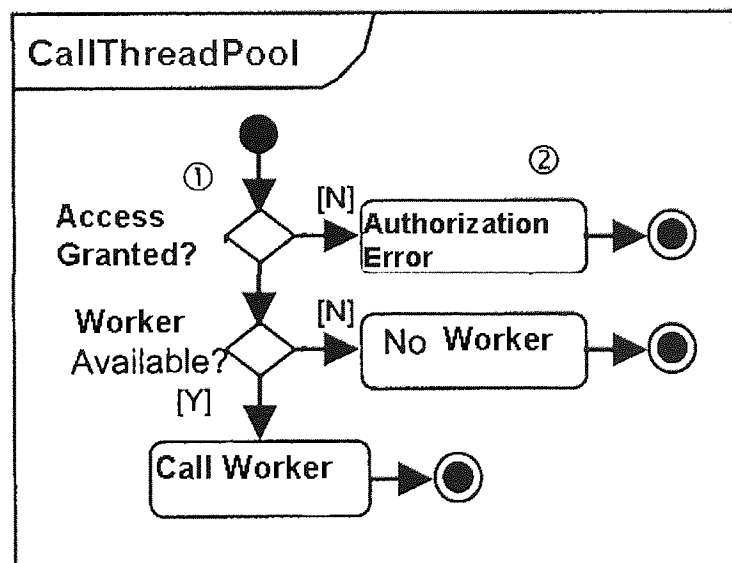 CallThreadPool
①
②
Access
Granted?
[N]
Authorization
Error
Worker
Available?
[N]
No Worker
[Y]
Call Worker